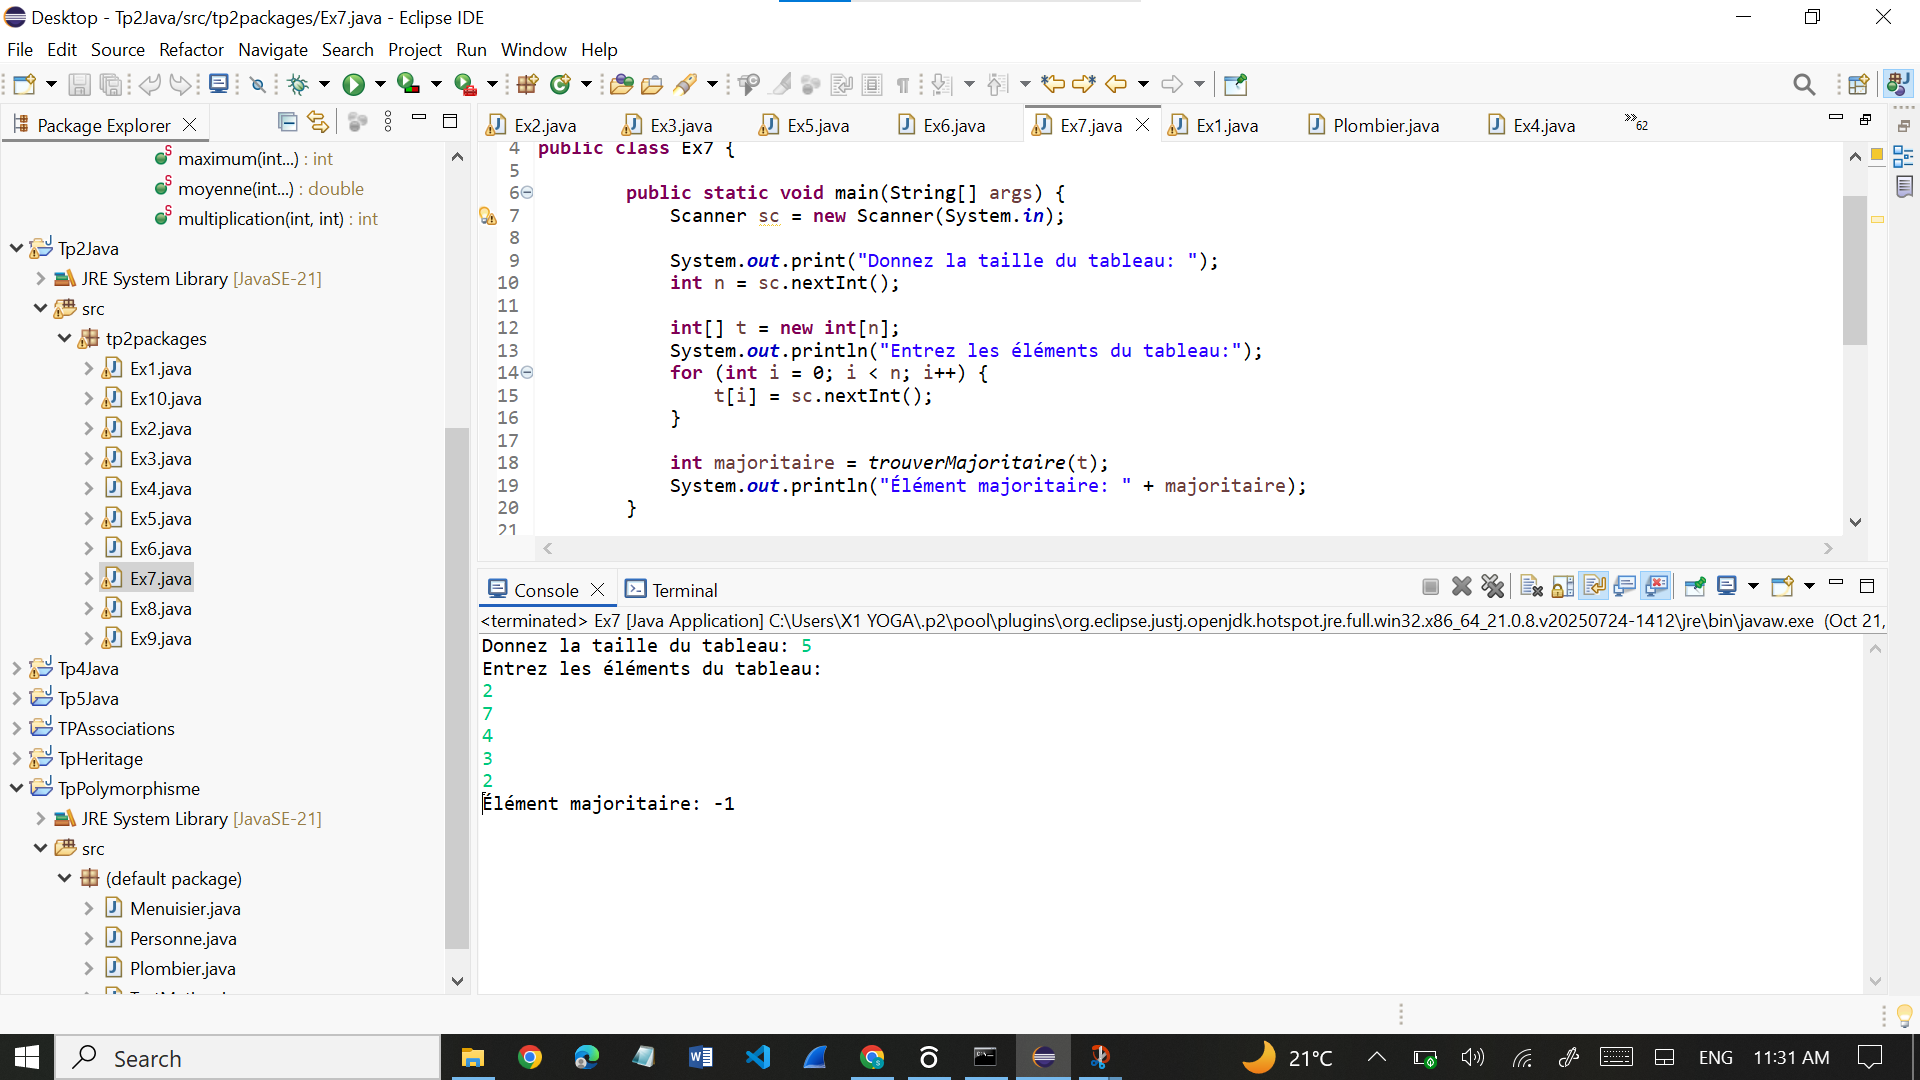 Desktop - Tp2Java/src/tp2packages/Ex7.java - Eclipse IDE
File Edit Source Refactor Navigate Search Project Run Window Help
Package Explorer
maximum(int...) : int
moyenne(int...) : double
multiplication(int, int) : int
Tp2Java
JRE System Library [JavaSE-21]
src
tp2packages
Ex1.java
Ex10.java
Ex2.java
Ex3.java
Ex4.java
Ex5.java
Ex6.java
Ex7.java
Ex8.java
Ex9.java
Tp4Java
Tp5Java
TPAssociations
TpHeritage
TpPolymorphisme
JRE System Library [JavaSE-21]
src
(default package)
Menuisier.java
Personne.java
Plombier.java
Ex2.java Ex3.java Ex5.java Ex6.java Ex7.java Ex1.java Plombier.java Ex4.java »62
4 public class Ex7 {
5
6 public static void main(String[] args) {
7 Scanner sc = new Scanner(System.in);
8
9 System.out.print("Donnez la taille du tableau: ");
10 int n = sc.nextInt();
11
12 int[] t = new int[n];
13 System.out.println("Entrez les éléments du tableau:");
14 for (int i = 0; i < n; i++) {
15 t[i] = sc.nextInt();
16 }
17
18 int majoritaire = trouverMajoritaire(t);
19 System.out.println("Élément majoritaire: " + majoritaire);
20 }
21
Console Terminal
<terminated> Ex7 [Java Application] C:\Users\X1 YOGA\.p2\pool\plugins\org.eclipse.justj.openjdk.hotspot.jre.full.win32.x86_64_21.0.8.v20250724-1412\jre\bin\javaw.exe (Oct 21,
Donnez la taille du tableau: 5
Entrez les éléments du tableau:
2
7
4
3
2
Élément majoritaire: -1
Search
21°C ENG 11:31 AM